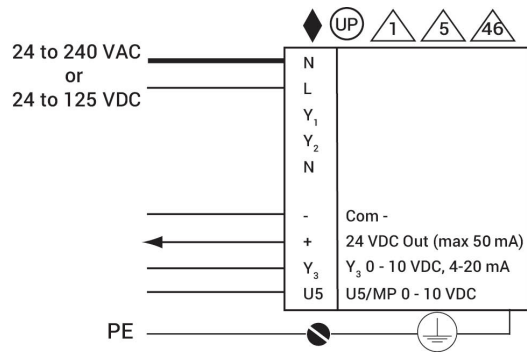 UP 1 5 46
24 to 240 VAC
or
24 to 125 VDC
N
L
Y₁
Y₂
N
- Com -
+ 24 VDC Out (max 50 mA)
Y₃ Y₃ 0 - 10 VDC, 4-20 mA
U5 U5/MP 0 - 10 VDC
PE